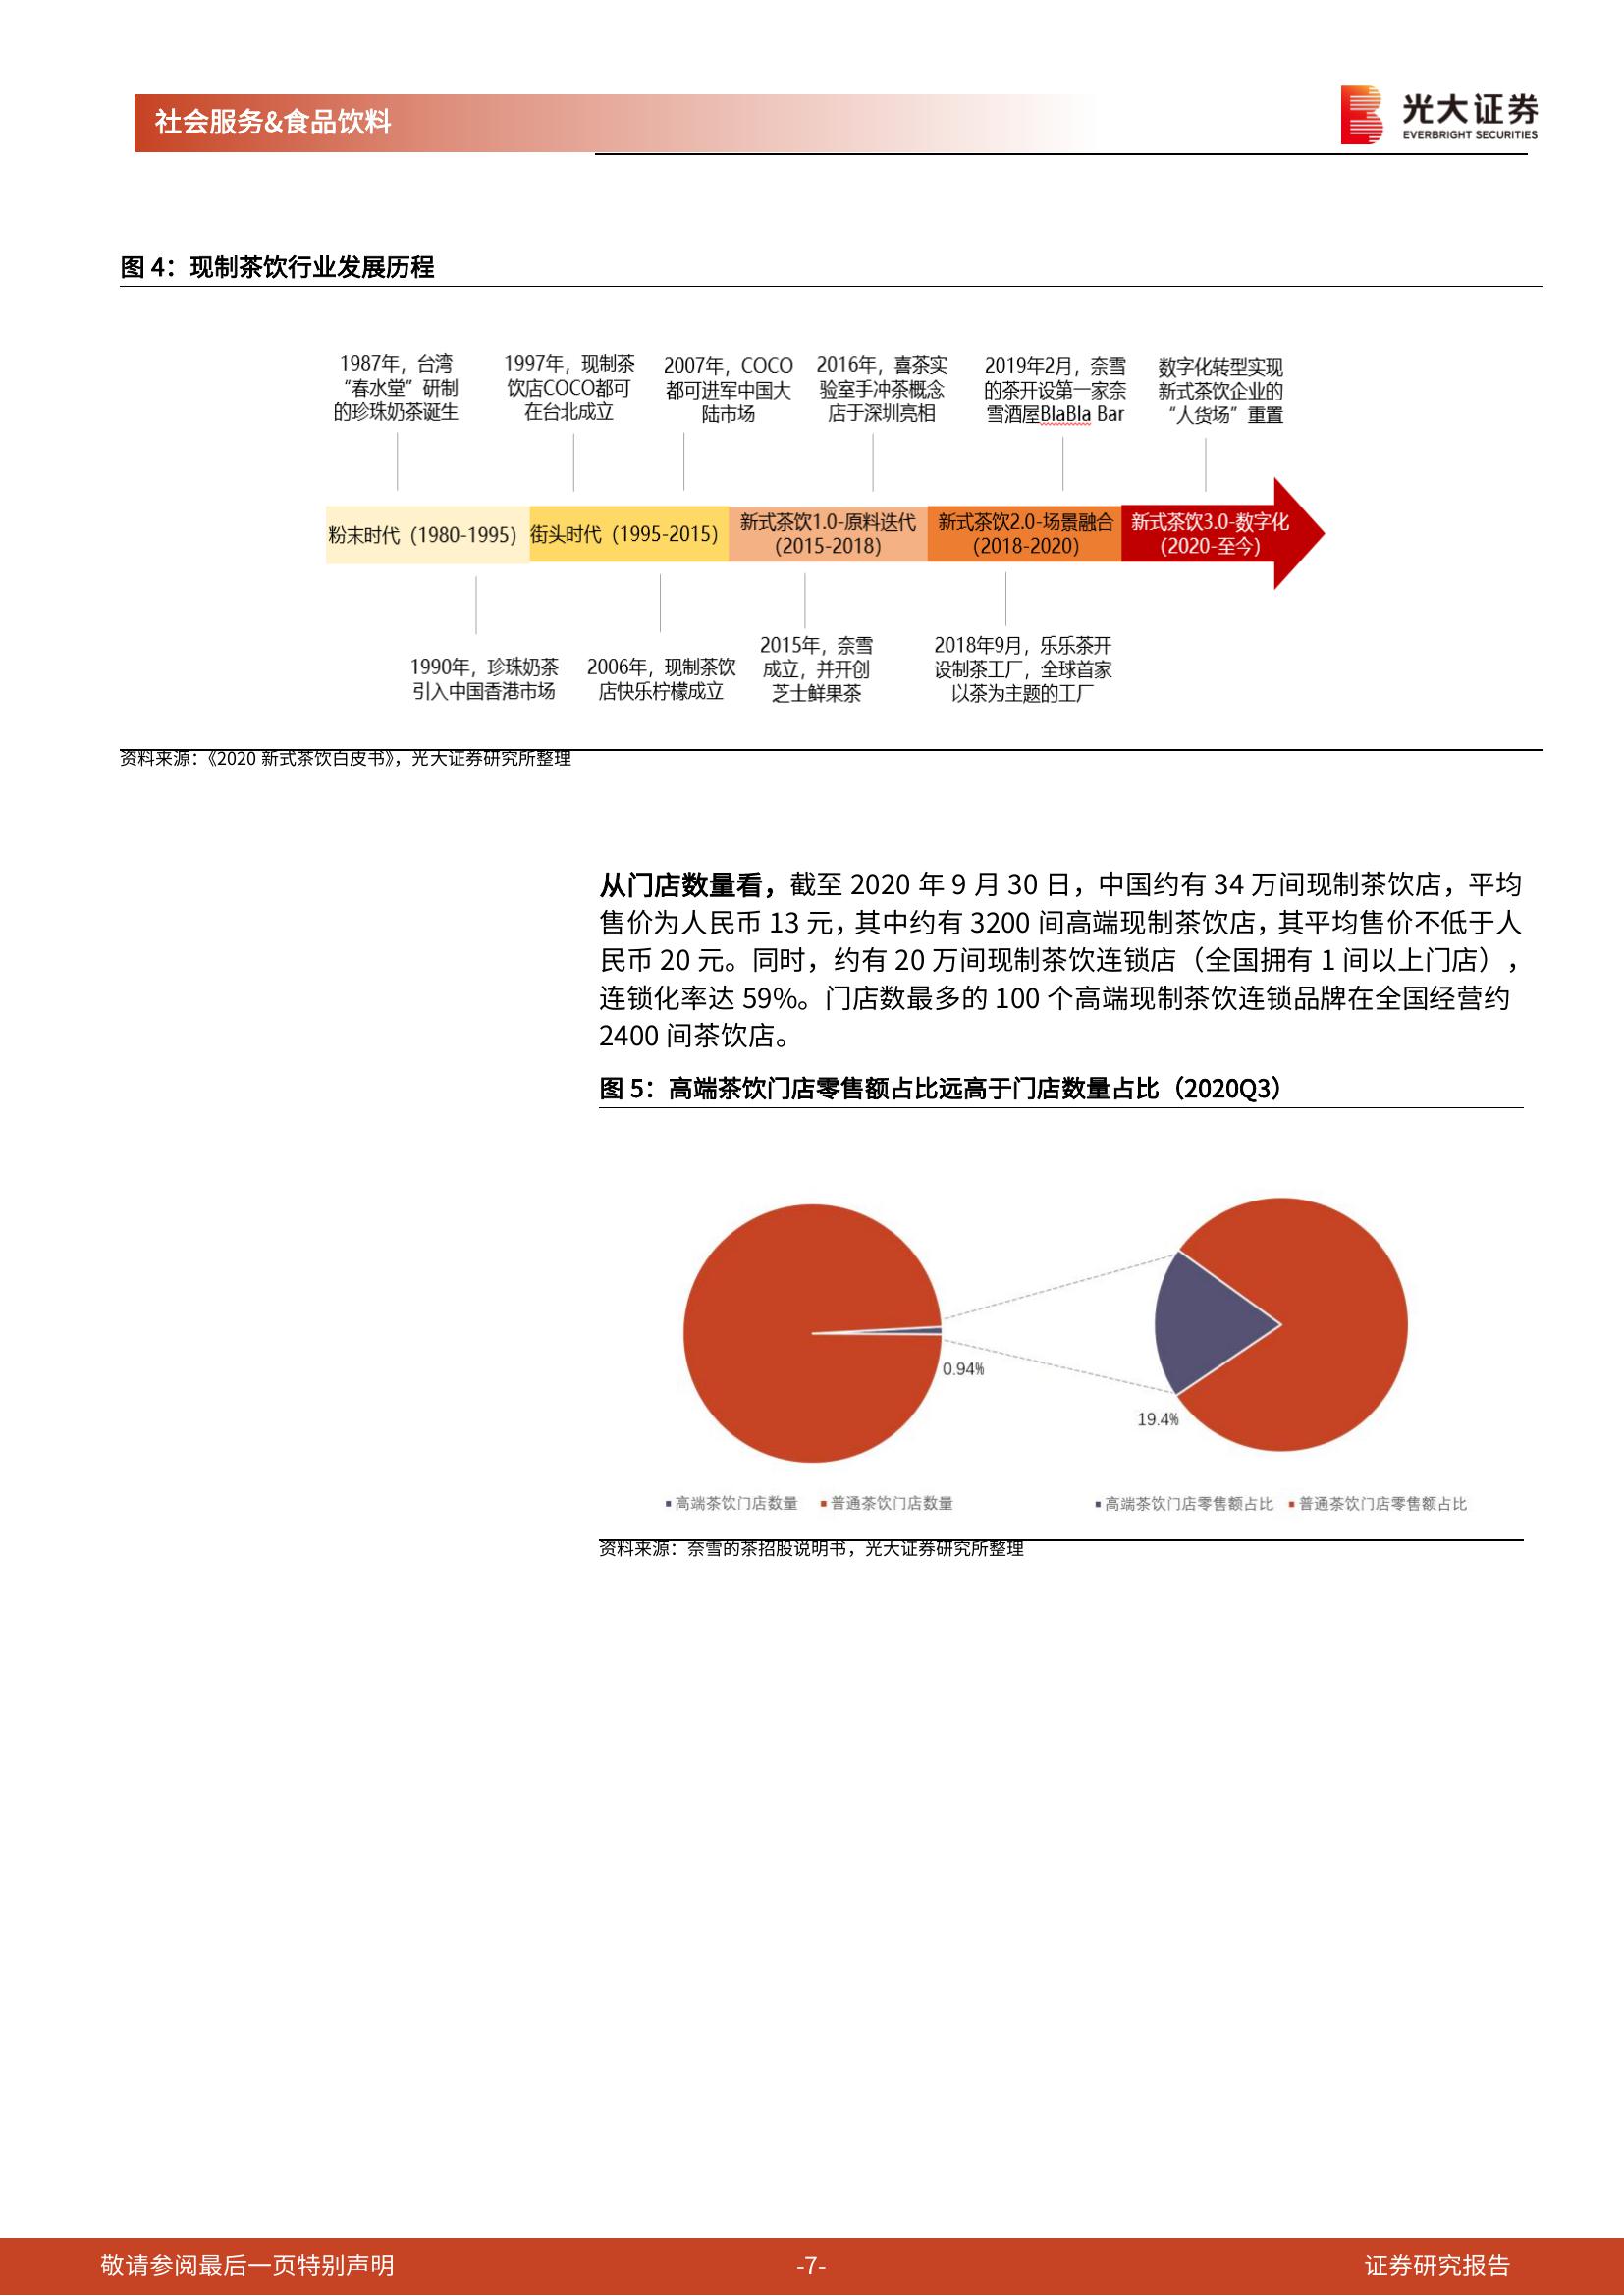 社会服务&食品饮料
光大证券
EVERBRIGHT SECURITIES
图 4：现制茶饮行业发展历程
1987年，台湾
“春水堂”研制
的珍珠奶茶诞生
1997年，现制茶
饮店COCO都可
在台北成立
2007年，COCO
都可进军中国大
陆市场
2016年，喜茶实
验室手冲茶概念
店于深圳亮相
2019年2月，奈雪
的茶开设第一家奈
雪酒屋BlaBla Bar
数字化转型实现
新式茶饮企业的
“人货场”重置
粉末时代（1980-1995）
街头时代（1995-2015）
新式茶饮1.0-原料迭代
（2015-2018）
新式茶饮2.0-场景融合
（2018-2020）
新式茶饮3.0-数字化
（2020-至今）
1990年，珍珠奶茶
引入中国香港市场
2006年，现制茶饮
店快乐柠檬成立
2015年，奈雪
成立，并开创
芝士鲜果茶
2018年9月，乐乐茶开
设制茶工厂，全球首家
以茶为主题的工厂
资料来源：《2020 新式茶饮白皮书》，光大证券研究所整理
从门店数量看，截至 2020 年 9 月 30 日，中国约有 34 万间现制茶饮店，平均
售价为人民币 13 元，其中约有 3200 间高端现制茶饮店，其平均售价不低于人
民币 20 元。同时，约有 20 万间现制茶饮连锁店（全国拥有 1 间以上门店），
连锁化率达 59%。门店数最多的 100 个高端现制茶饮连锁品牌在全国经营约
2400 间茶饮店。
图 5：高端茶饮门店零售额占比远高于门店数量占比（2020Q3）
0.94%
19.4%
高端茶饮门店数量 普通茶饮门店数量
高端茶饮门店零售额占比 普通茶饮门店零售额占比
资料来源：奈雪的茶招股说明书，光大证券研究所整理
敬请参阅最后一页特别声明
-7-
证券研究报告